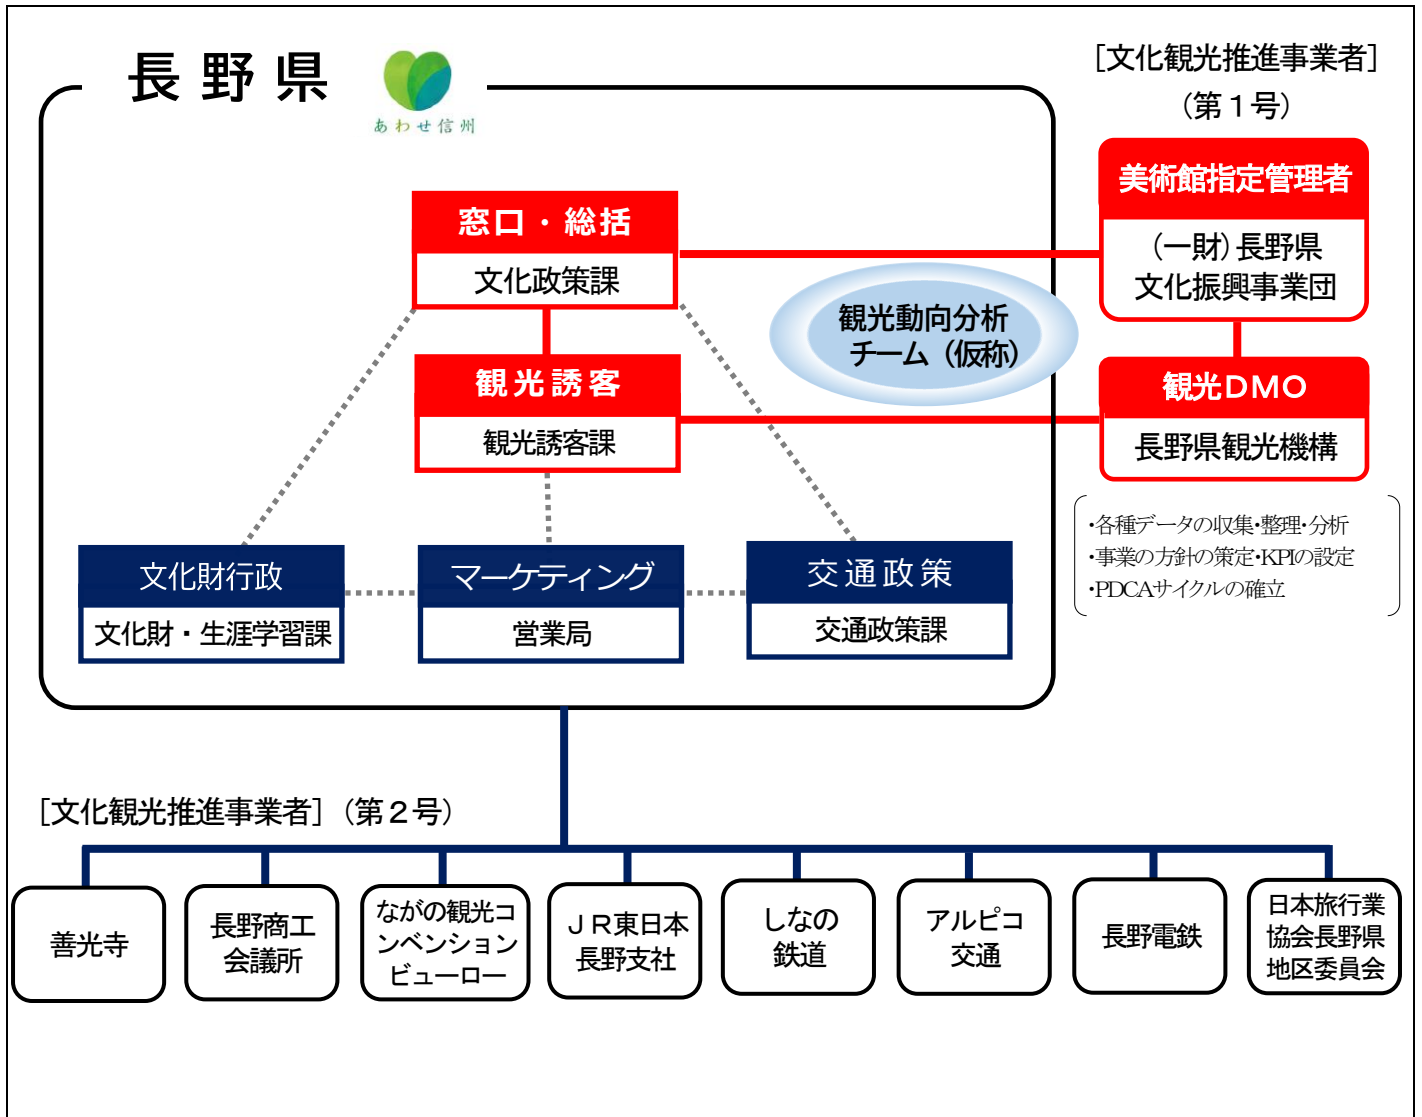 長野県
あわせ信州
［文化観光推進事業者］
（第１号）
美術館指定管理者
（一財）長野県
文化振興事業団
窓口・総括
文化政策課
観光動向分析
チーム（仮称）
観光誘客
観光誘客課
観光ＤＭＯ
長野県観光機構
・各種データの収集・整理・分析
・事業の方針の策定・KPIの設定
・PDCAサイクルの確立
文化財行政
文化財・生涯学習課
マーケティング
営業局
交通政策
交通政策課
［文化観光推進事業者］（第２号）
善光寺
長野商工
会議所
ながの観光コ
ンベンション
ビューロー
ＪＲ東日本
長野支社
しなの
鉄道
アルピコ
交通
長野電鉄
日本旅行業
協会長野県
地区委員会